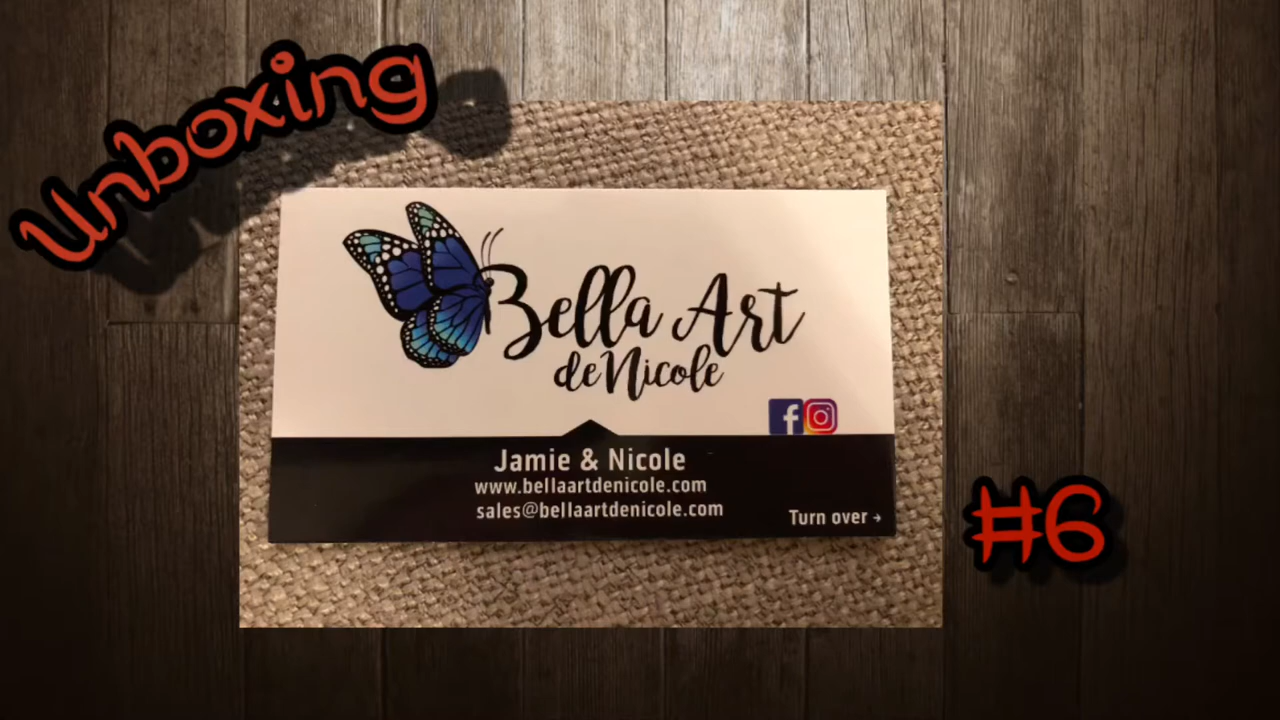 Unboxing
Bella Art
deNicole
Jamie & Nicole
www.bellaartdenicole.com
sales@bellaartdenicole.com
Turn over →
#6